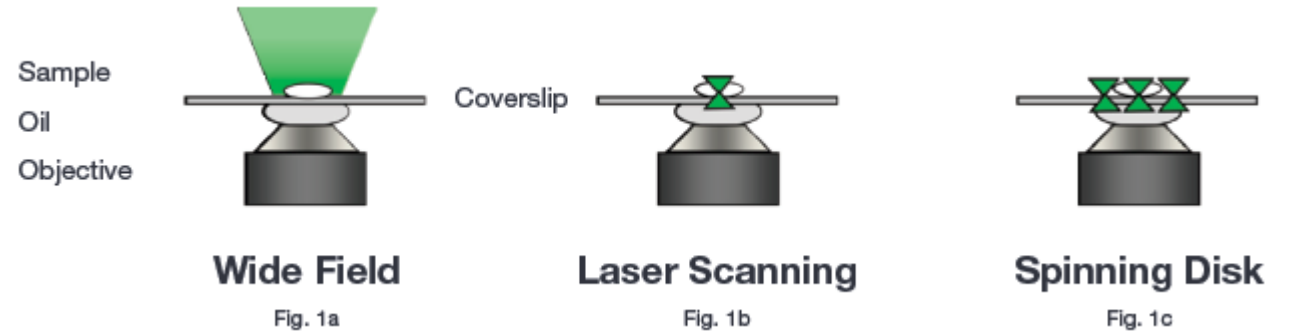 Sample
Oil
Objective
Coverslip
Wide Field
Fig. 1a
Laser Scanning
Fig. 1b
Spinning Disk
Fig. 1c